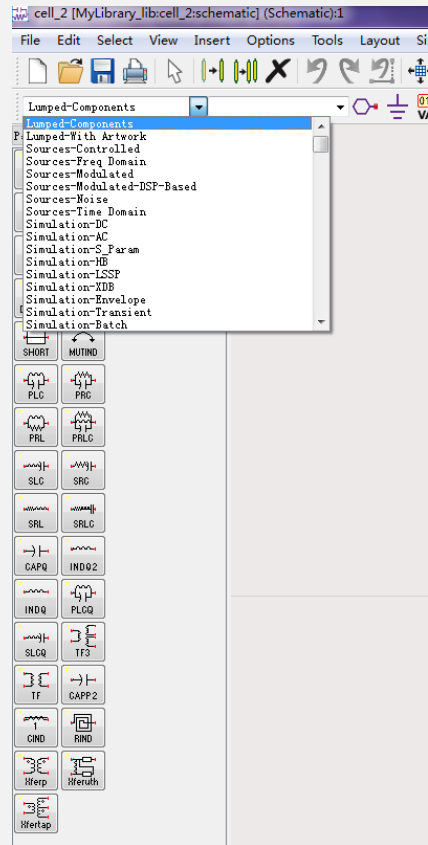 cell_2 [MyLibrary_lib:cell_2:schematic] (Schematic):1
File Edit Select View Insert Options Tools Layout
Lumped-Components
Lumped-Components
Lumped-With Artwork
Sources-Controlled
Sources-Freq Domain
Sources-Modulated
Sources-Modulated-DSP-Based
Sources-Noise
Sources-Time Domain
Simulation-DC
Simulation-AC
Simulation-S_Param
Simulation-HB
Simulation-LSSP
Simulation-XDB
Simulation-Envelope
Simulation-Transient
Simulation-Batch
SHORT MUTIND
PLC PRC
PRL PRLC
SLC SRC
SRL SRLC
CAPQ INDQ2
INDQ PLCQ
SLCQ TF3
TF CAPP2
CIND RIND
Xferp Xferuth
Xfertap